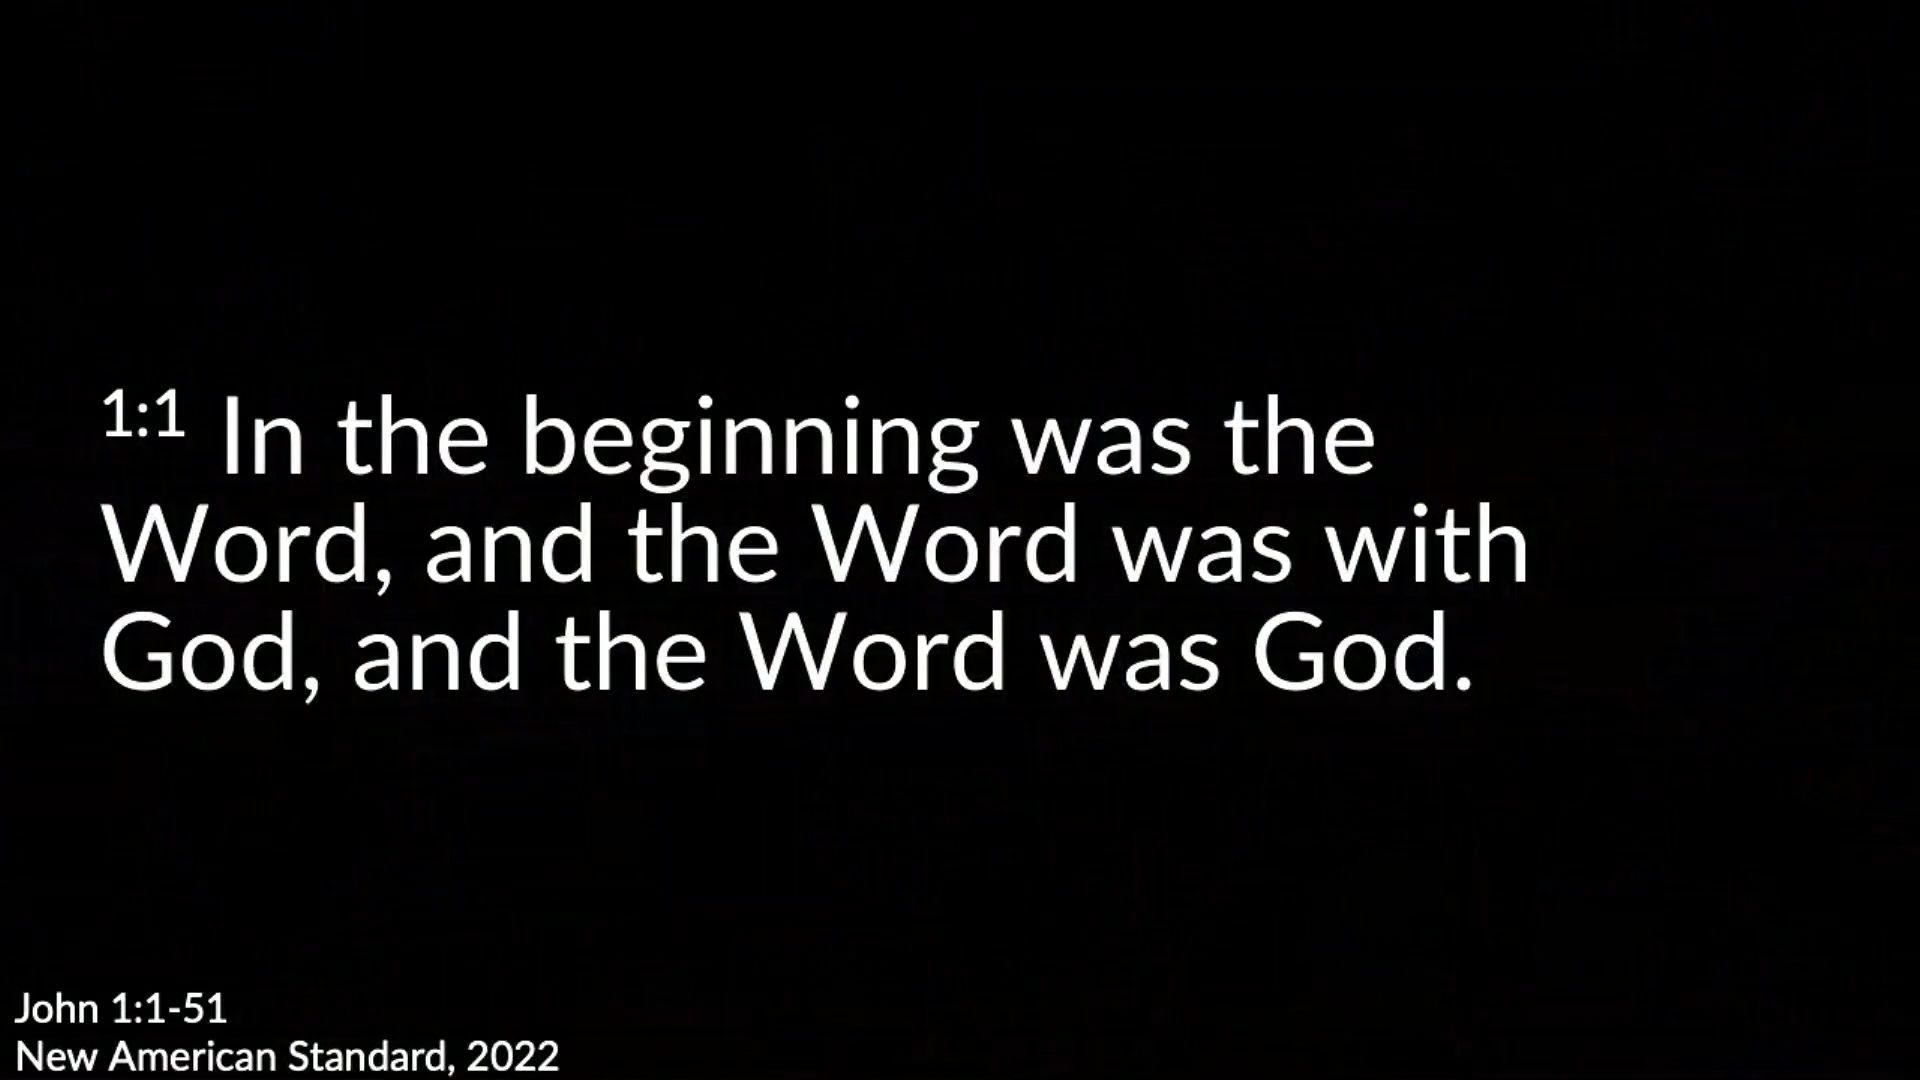 1:1 In the beginning was the
Word, and the Word was with
God, and the Word was God.
John 1:1-51
New American Standard, 2022